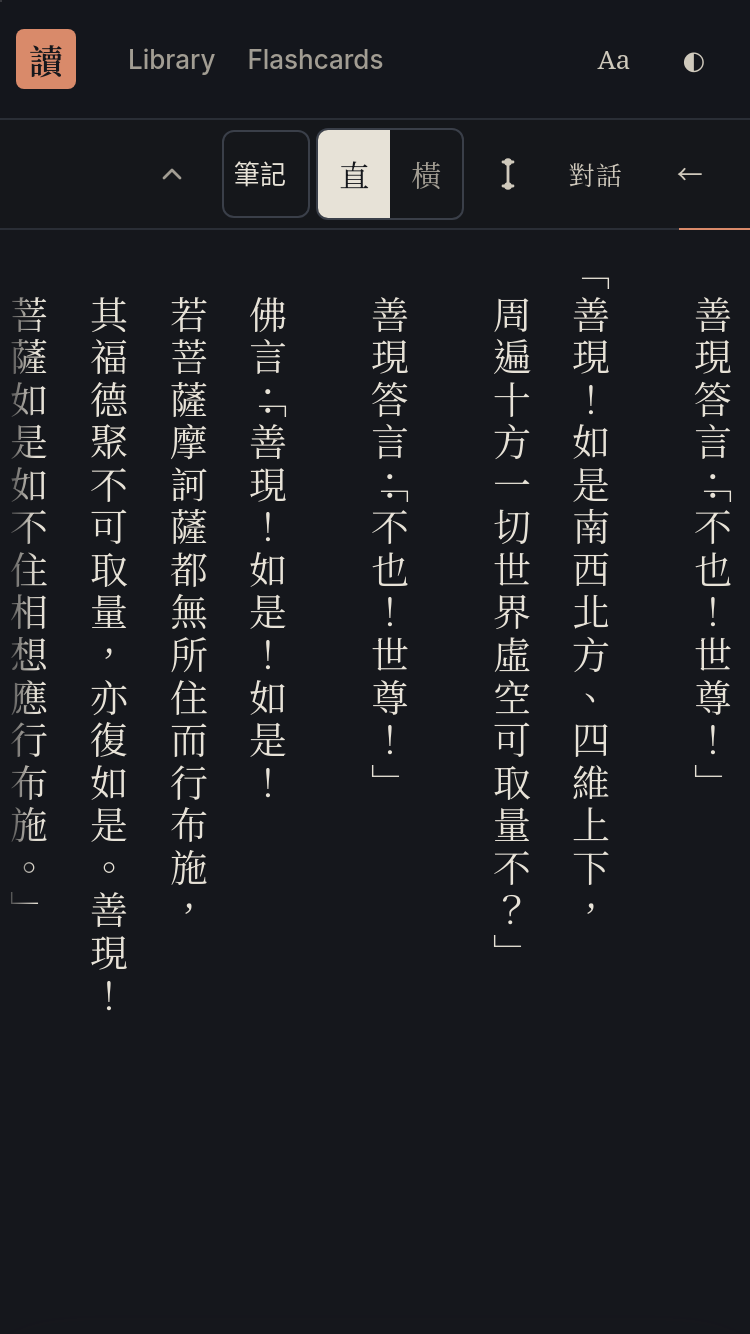 讀
Library
Flashcards
Aa
筆記
直
橫
對話
善現答言：「不也！世尊！」
「善現！如是南西北方、四維上下，
周遍十方一切世界虛空可取量不？」
善現答言：「不也！世尊！」
佛言：「善現！如是！如是！
若菩薩摩訶薩都無所住而行布施，
其福德聚不可取量，亦復如是。善現！
菩薩如是如不住相想應行布施。」